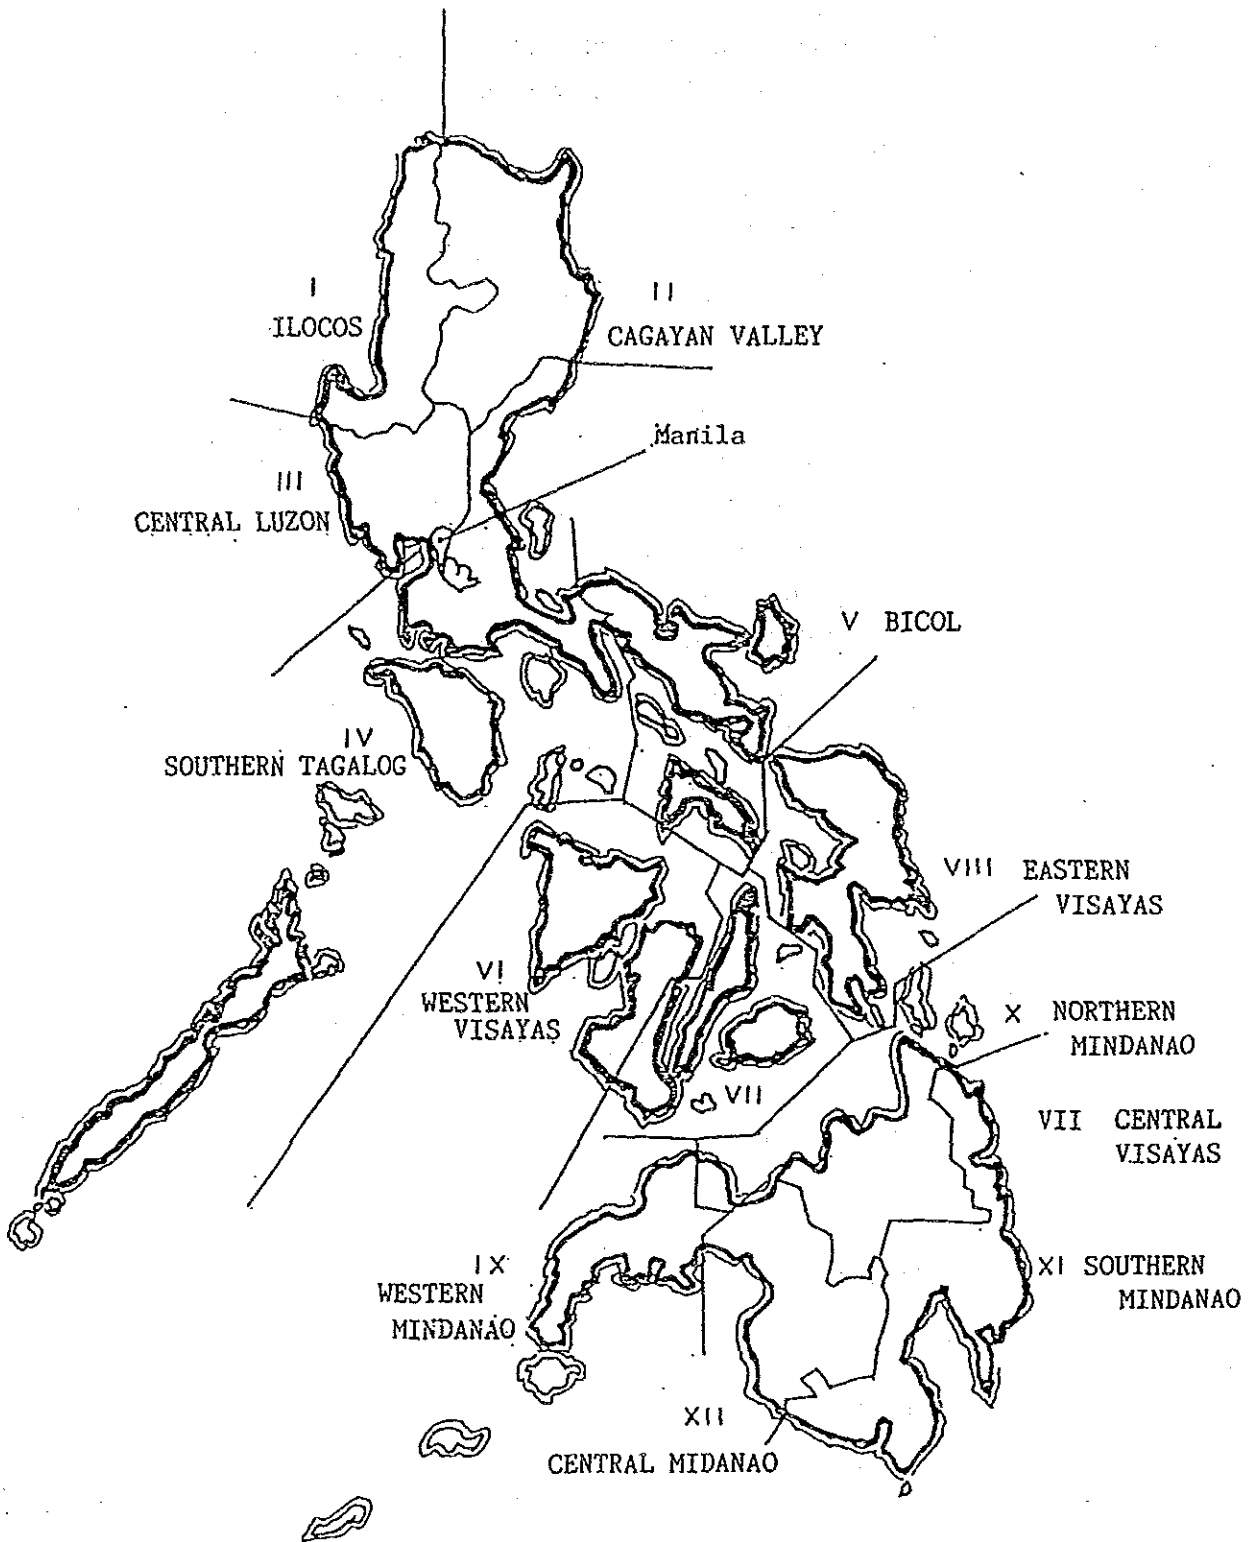 I
ILOCOS
II
CAGAYAN VALLEY
Manila
III
CENTRAL LUZON
V BICOL
IV
SOUTHERN TAGALOG
VIII EASTERN
VISAYAS
VI
WESTERN
VISAYAS
X NORTHERN
MINDANAO
VII
VII CENTRAL
VISAYAS
IX
WESTERN
MINDANAO
XI SOUTHERN
MINDANAO
XII
CENTRAL MIDANAO